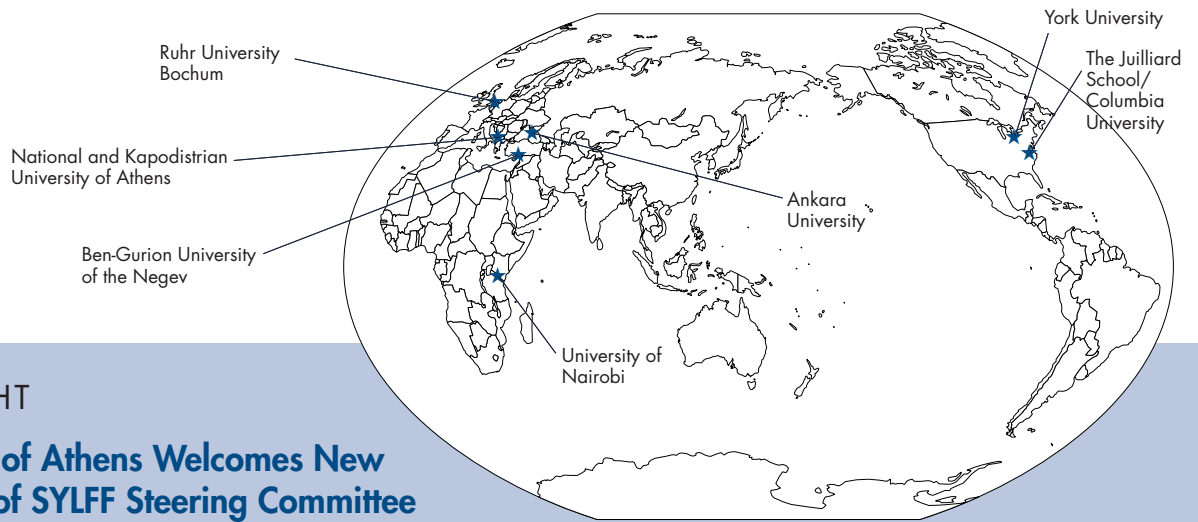 York University
Ruhr University
Bochum
The Juilliard
School/
Columbia
University
National and Kapodistrian
University of Athens
Ankara
University
Ben-Gurion University
of the Negev
University of
Nairobi
HT
of Athens Welcomes New
of SYLFF Steering Committee